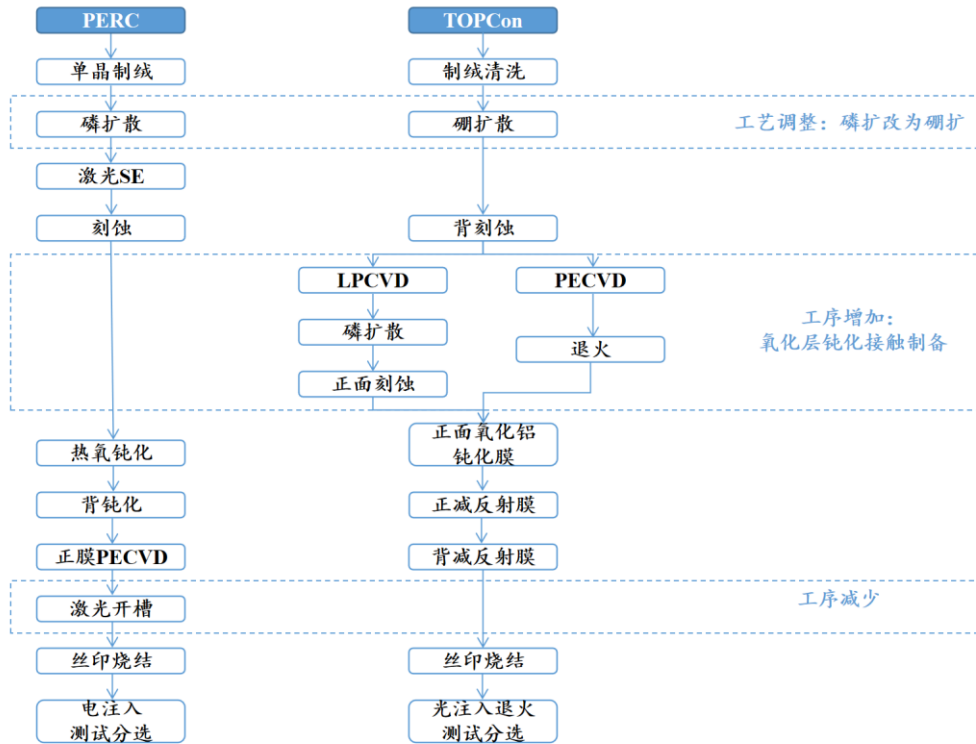 PERC
TOPCon
单晶制绒
制绒清洗
磷扩散
硼扩散
工艺调整：磷扩改为硼扩
激光SE
刻蚀
背刻蚀
LPCVD
PECVD
磷扩散
退火
正面刻蚀
工序增加：
氧化层钝化接触制备
热氧钝化
正面氧化铝
钝化膜
背钝化
正减反射膜
正膜PECVD
背减反射膜
激光开槽
工序减少
丝印烧结
丝印烧结
电注入
测试分选
光注入退火
测试分选